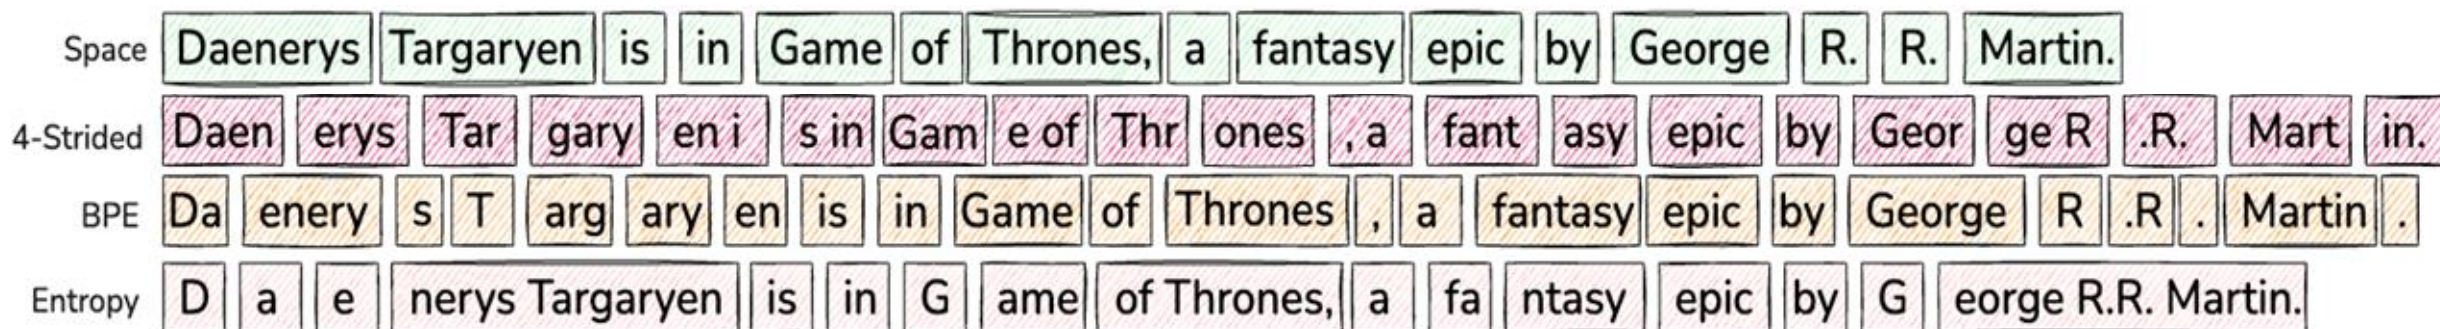 Space Daenerys Targaryen is in Game of Thrones, a fantasy epic by George R. R. Martin.
4-Strided Daen erys Tar gary en i s in Gam e of Thr ones , a fant asy epic by Geor ge R .R. Mart in.
BPE Da enery s T arg ary en is in Game of Thrones , a fantasy epic by George R .R . Martin .
Entropy D a e nerys Targaryen is in G ame of Thrones, a fa ntasy epic by G eorge R.R. Martin.